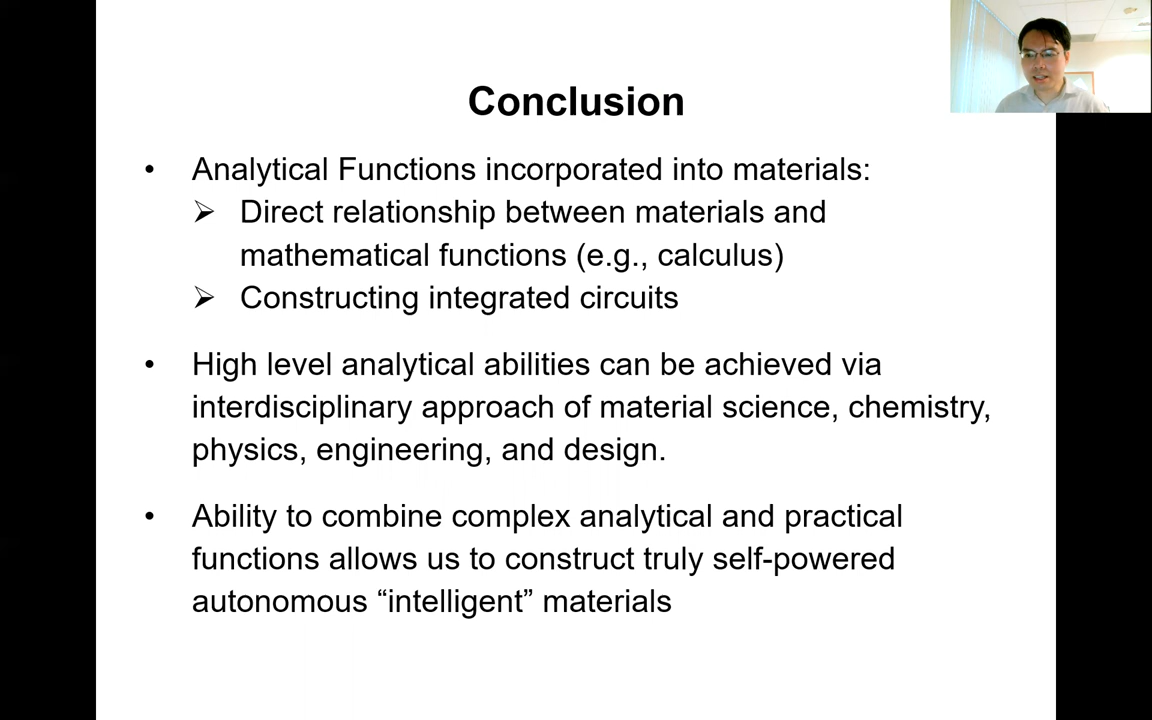 Conclusion
• Analytical Functions incorporated into materials:
➢ Direct relationship between materials and
mathematical functions (e.g., calculus)
➢ Constructing integrated circuits
• High level analytical abilities can be achieved via
interdisciplinary approach of material science, chemistry,
physics, engineering, and design.
• Ability to combine complex analytical and practical
functions allows us to construct truly self-powered
autonomous “intelligent” materials